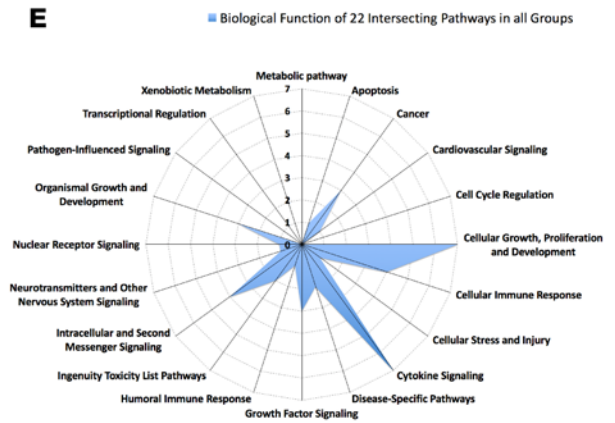 E
Biological Function of 22 Intersecting Pathways in all Groups
Metabolic pathway
Apoptosis
Cancer
Cardiovascular Signaling
Cell Cycle Regulation
Cellular Growth, Proliferation
and Development
Cellular Immune Response
Cellular Stress and Injury
Cytokine Signaling
Disease-Specific Pathways
Growth Factor Signaling
Humoral Immune Response
Ingenuity Toxicity List Pathways
Intracellular and Second
Messenger Signaling
Neurotransmitters and Other
Nervous System Signaling
Nuclear Receptor Signaling
Organismal Growth and
Development
Pathogen-Influenced Signaling
Transcriptional Regulation
Xenobiotic Metabolism
7
6
5
4
3
2
1
0